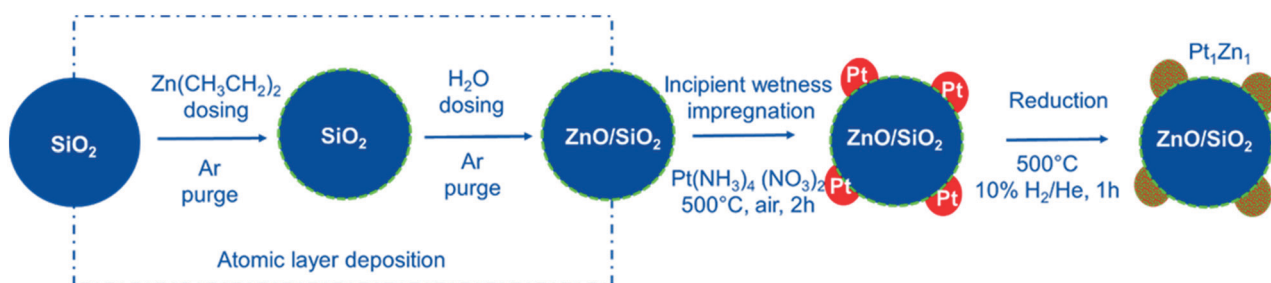 SiO₂
Zn(CH₃CH₂)₂
dosing
Ar
purge
SiO₂
H₂O
dosing
Ar
purge
ZnO/SiO₂
Incipient wetness
impregnation
Pt(NH₃)₄ (NO₃)₂
500°C, air, 2h
Pt
Pt
ZnO/SiO₂
Pt
Pt
Reduction
500°C
10% H₂/He, 1h
Pt₁Zn₁
ZnO/SiO₂
Atomic layer deposition